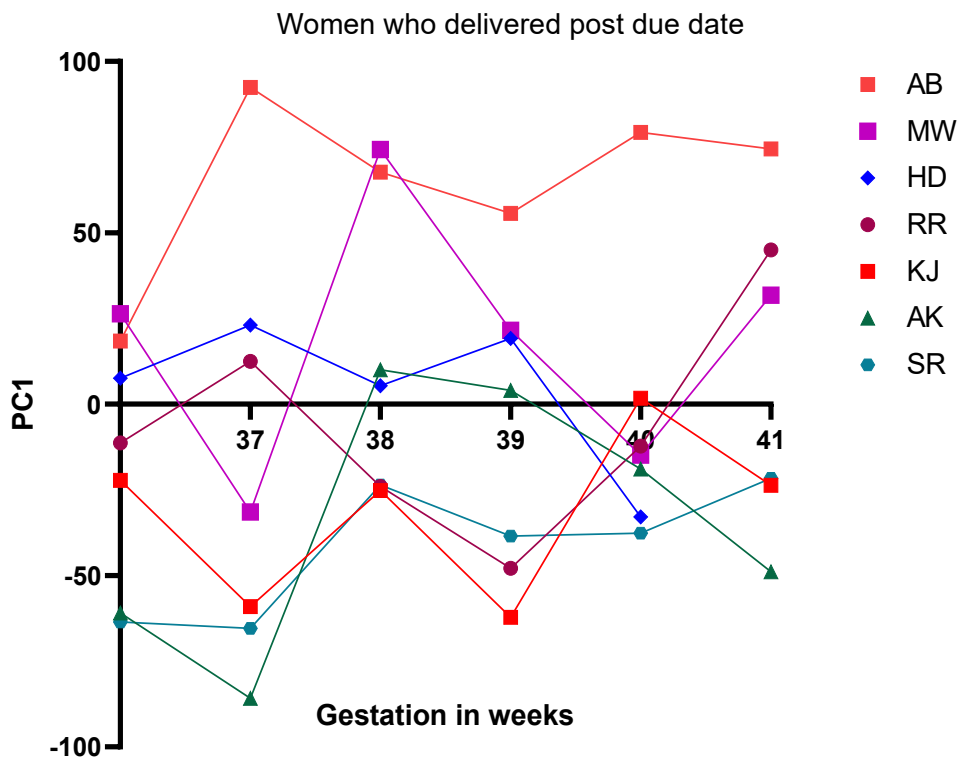 Women who delivered post due date
100
50
0
-50
-100
PC1
37
38
39
40
41
Gestation in weeks
AB
MW
HD
RR
KJ
AK
SR